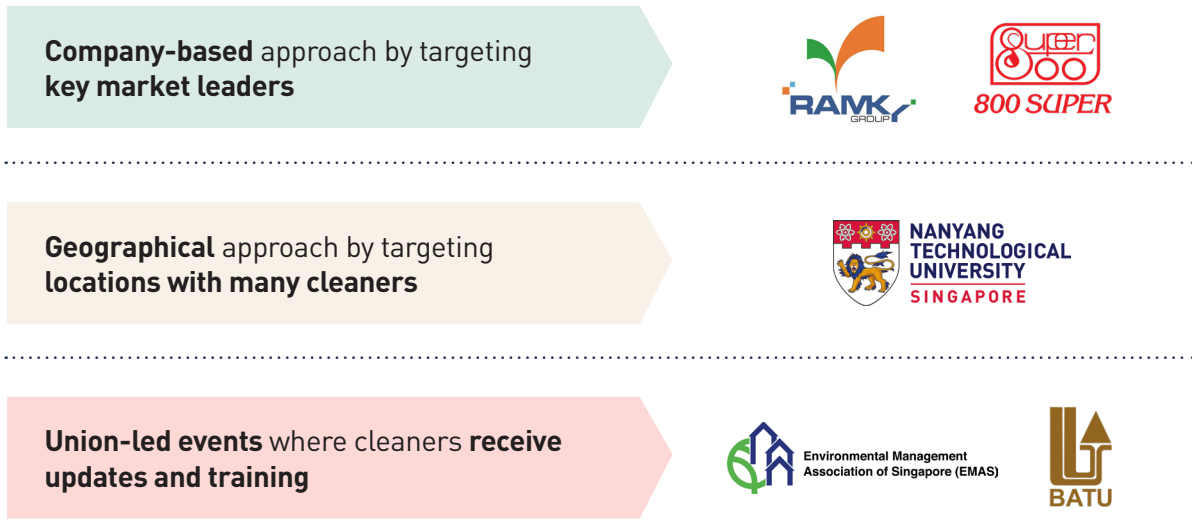 Company-based approach by targeting
key market leaders
RAMKY
GROUP
Super
800
800 SUPER
Geographical approach by targeting
locations with many cleaners
NANYANG
TECHNOLOGICAL
UNIVERSITY
SINGAPORE
Union-led events where cleaners receive
updates and training
Environmental Management
Association of Singapore (EMAS)
BATU